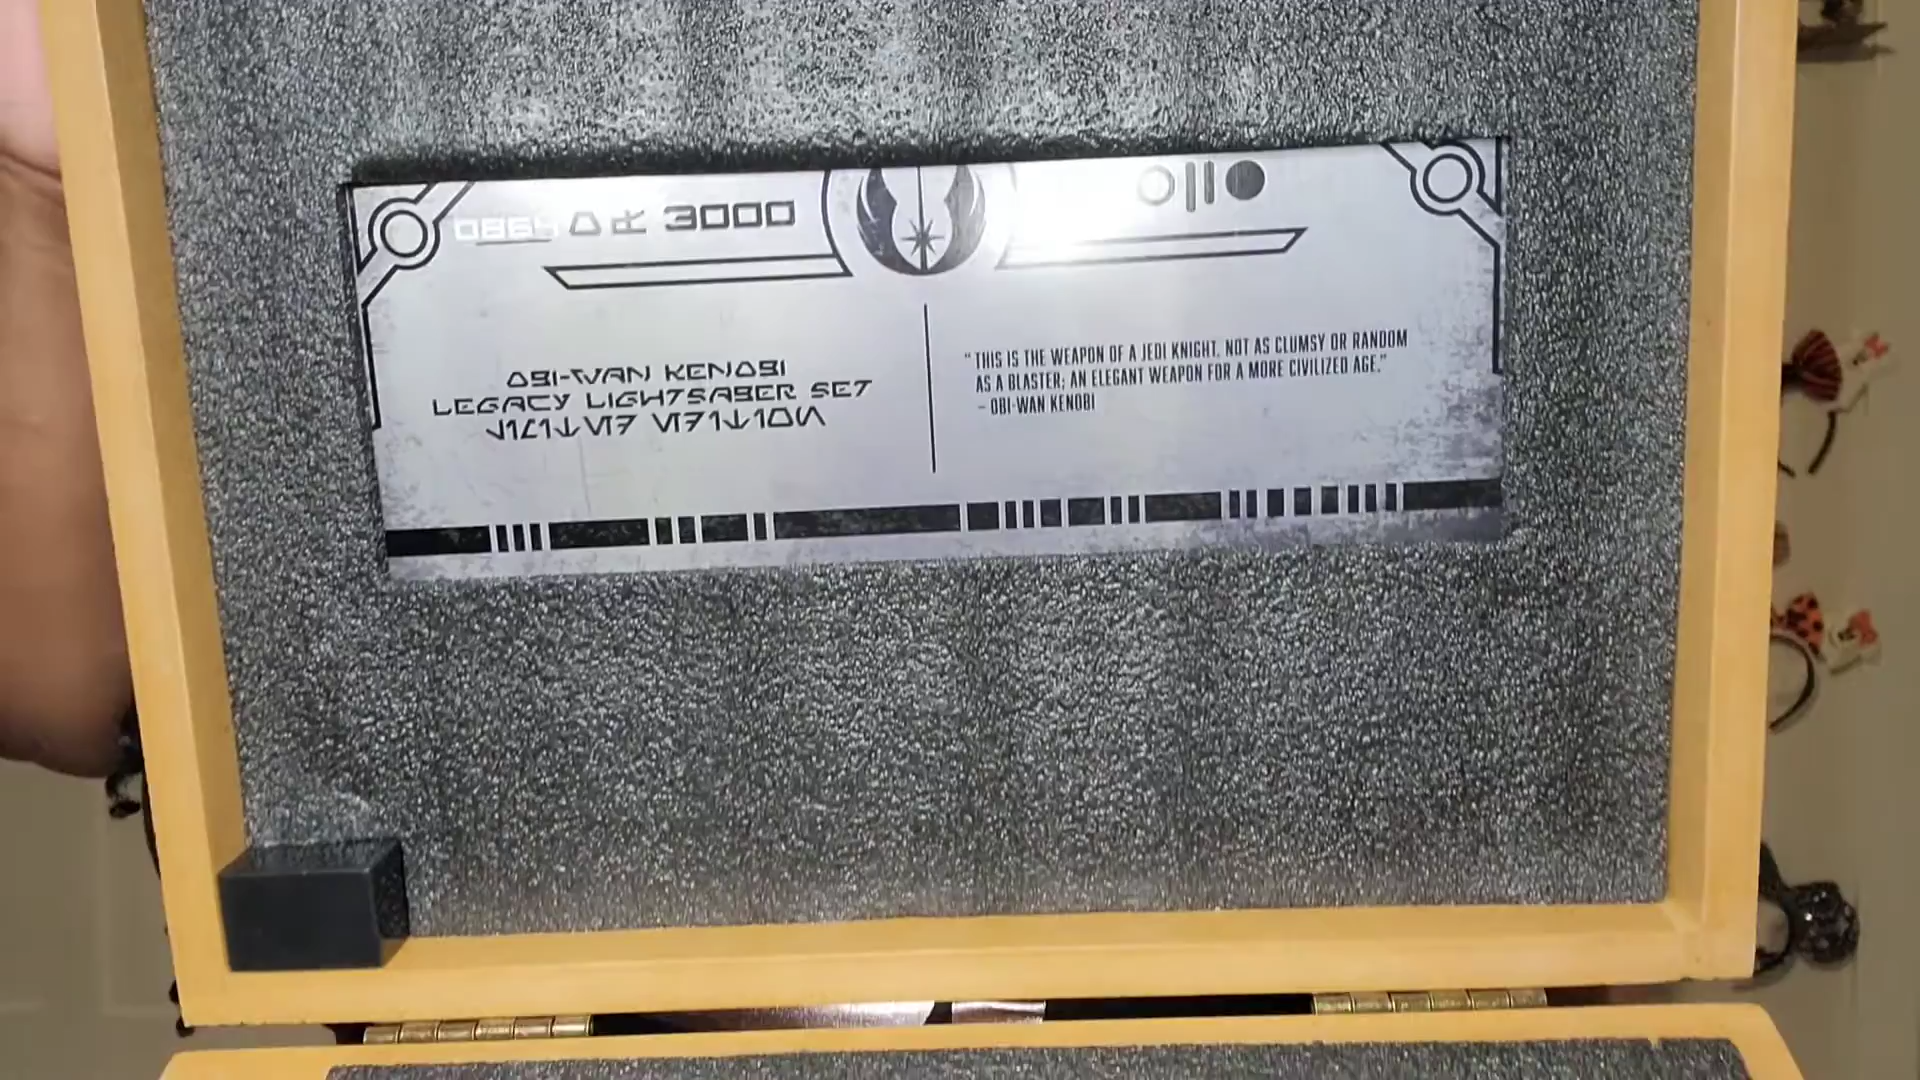 0864 3000
OBI-WAN KENOBI
LEGACY LIGHTSABER SET
"THIS IS THE WEAPON OF A JEDI KNIGHT. NOT AS CLUMSY OR RANDOM
AS A BLASTER; AN ELEGANT WEAPON FOR A MORE CIVILIZED AGE."
– OBI-WAN KENOBI